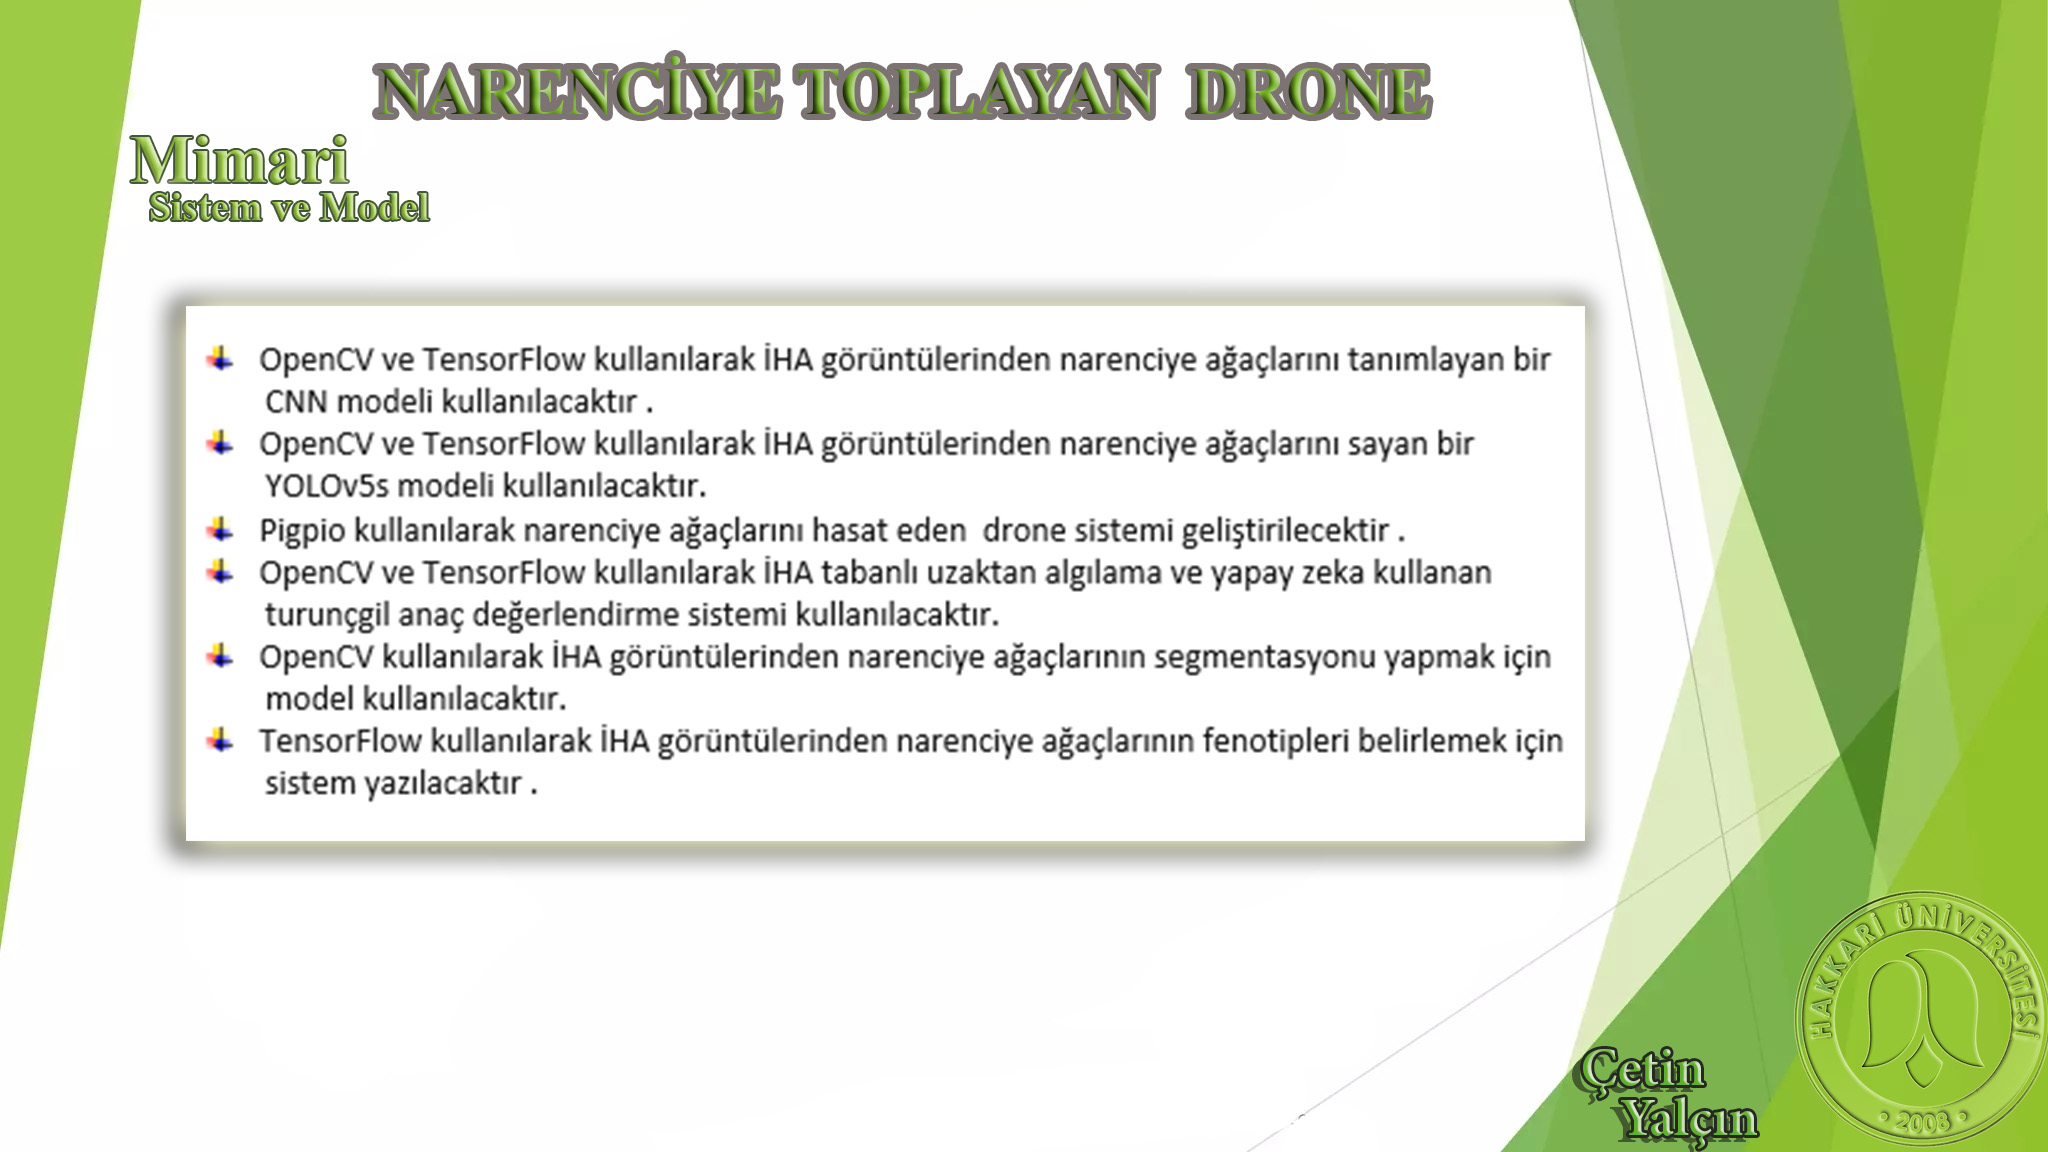 NARENCİYE TOPLAYAN DRONE
Mimari
Sistem ve Model
OpenCV ve TensorFlow kullanılarak İHA görüntülerinden narenciye ağaçlarını tanımlayan bir
CNN modeli kullanılacaktır .
OpenCV ve TensorFlow kullanılarak İHA görüntülerinden narenciye ağaçlarını sayan bir
YOLOv5s modeli kullanılacaktır.
Pigpio kullanılarak narenciye ağaçlarını hasat eden drone sistemi geliştirilecektir .
OpenCV ve TensorFlow kullanılarak İHA tabanlı uzaktan algılama ve yapay zeka kullanan
turunçgil anaç değerlendirme sistemi kullanılacaktır.
OpenCV kullanılarak İHA görüntülerinden narenciye ağaçlarının segmentasyonu yapmak için
model kullanılacaktır.
TensorFlow kullanılarak İHA görüntülerinden narenciye ağaçlarının fenotipleri belirlemek için
sistem yazılacaktır .
Çetin
Yalçın
HAKKARİ ÜNİVERSİTESİ
• 2008 •